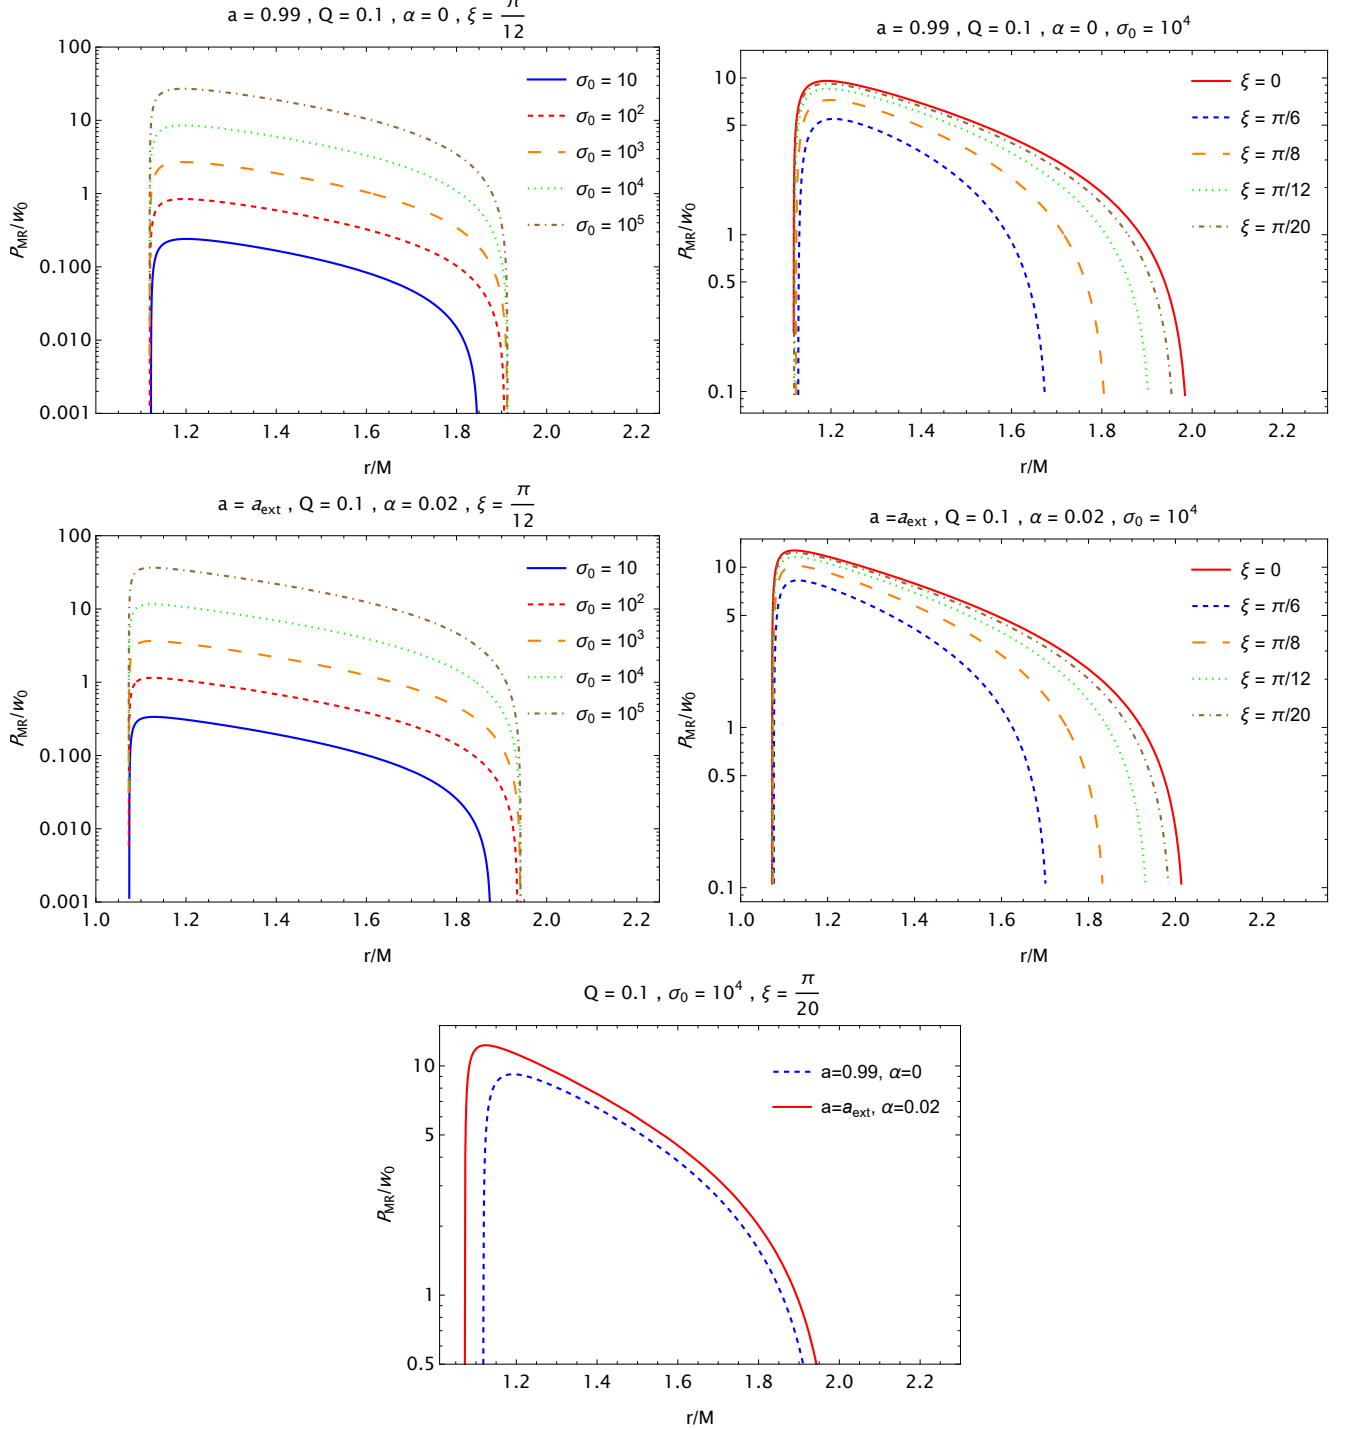 a = 0.99 , Q = 0.1 , α = 0 , ξ = π/12
100
10
1
0.100
0.010
0.001
P_MR/w_0
σ_0 = 10
σ_0 = 10^2
σ_0 = 10^3
σ_0 = 10^4
σ_0 = 10^5
1.2 1.4 1.6 1.8 2.0 2.2
r/M
a = 0.99 , Q = 0.1 , α = 0 , σ_0 = 10^4
10
5
1
0.5
0.1
P_MR/w_0
ξ = 0
ξ = π/6
ξ = π/8
ξ = π/12
ξ = π/20
1.2 1.4 1.6 1.8 2.0 2.2
r/M
a = a_ext , Q = 0.1 , α = 0.02 , ξ = π/12
100
10
1
0.100
0.010
0.001
P_MR/w_0
σ_0 = 10
σ_0 = 10^2
σ_0 = 10^3
σ_0 = 10^4
σ_0 = 10^5
1.0 1.2 1.4 1.6 1.8 2.0 2.2
r/M
a =a_ext , Q = 0.1 , α = 0.02 , σ_0 = 10^4
10
5
1
0.5
0.1
P_MR/w_0
ξ = 0
ξ = π/6
ξ = π/8
ξ = π/12
ξ = π/20
1.0 1.2 1.4 1.6 1.8 2.0 2.2
r/M
Q = 0.1 , σ_0 = 10^4 , ξ = π/20
10
5
1
0.5
P_MR/w_0
a=0.99, α=0
a=a_ext, α=0.02
1.2 1.4 1.6 1.8 2.0 2.2
r/M